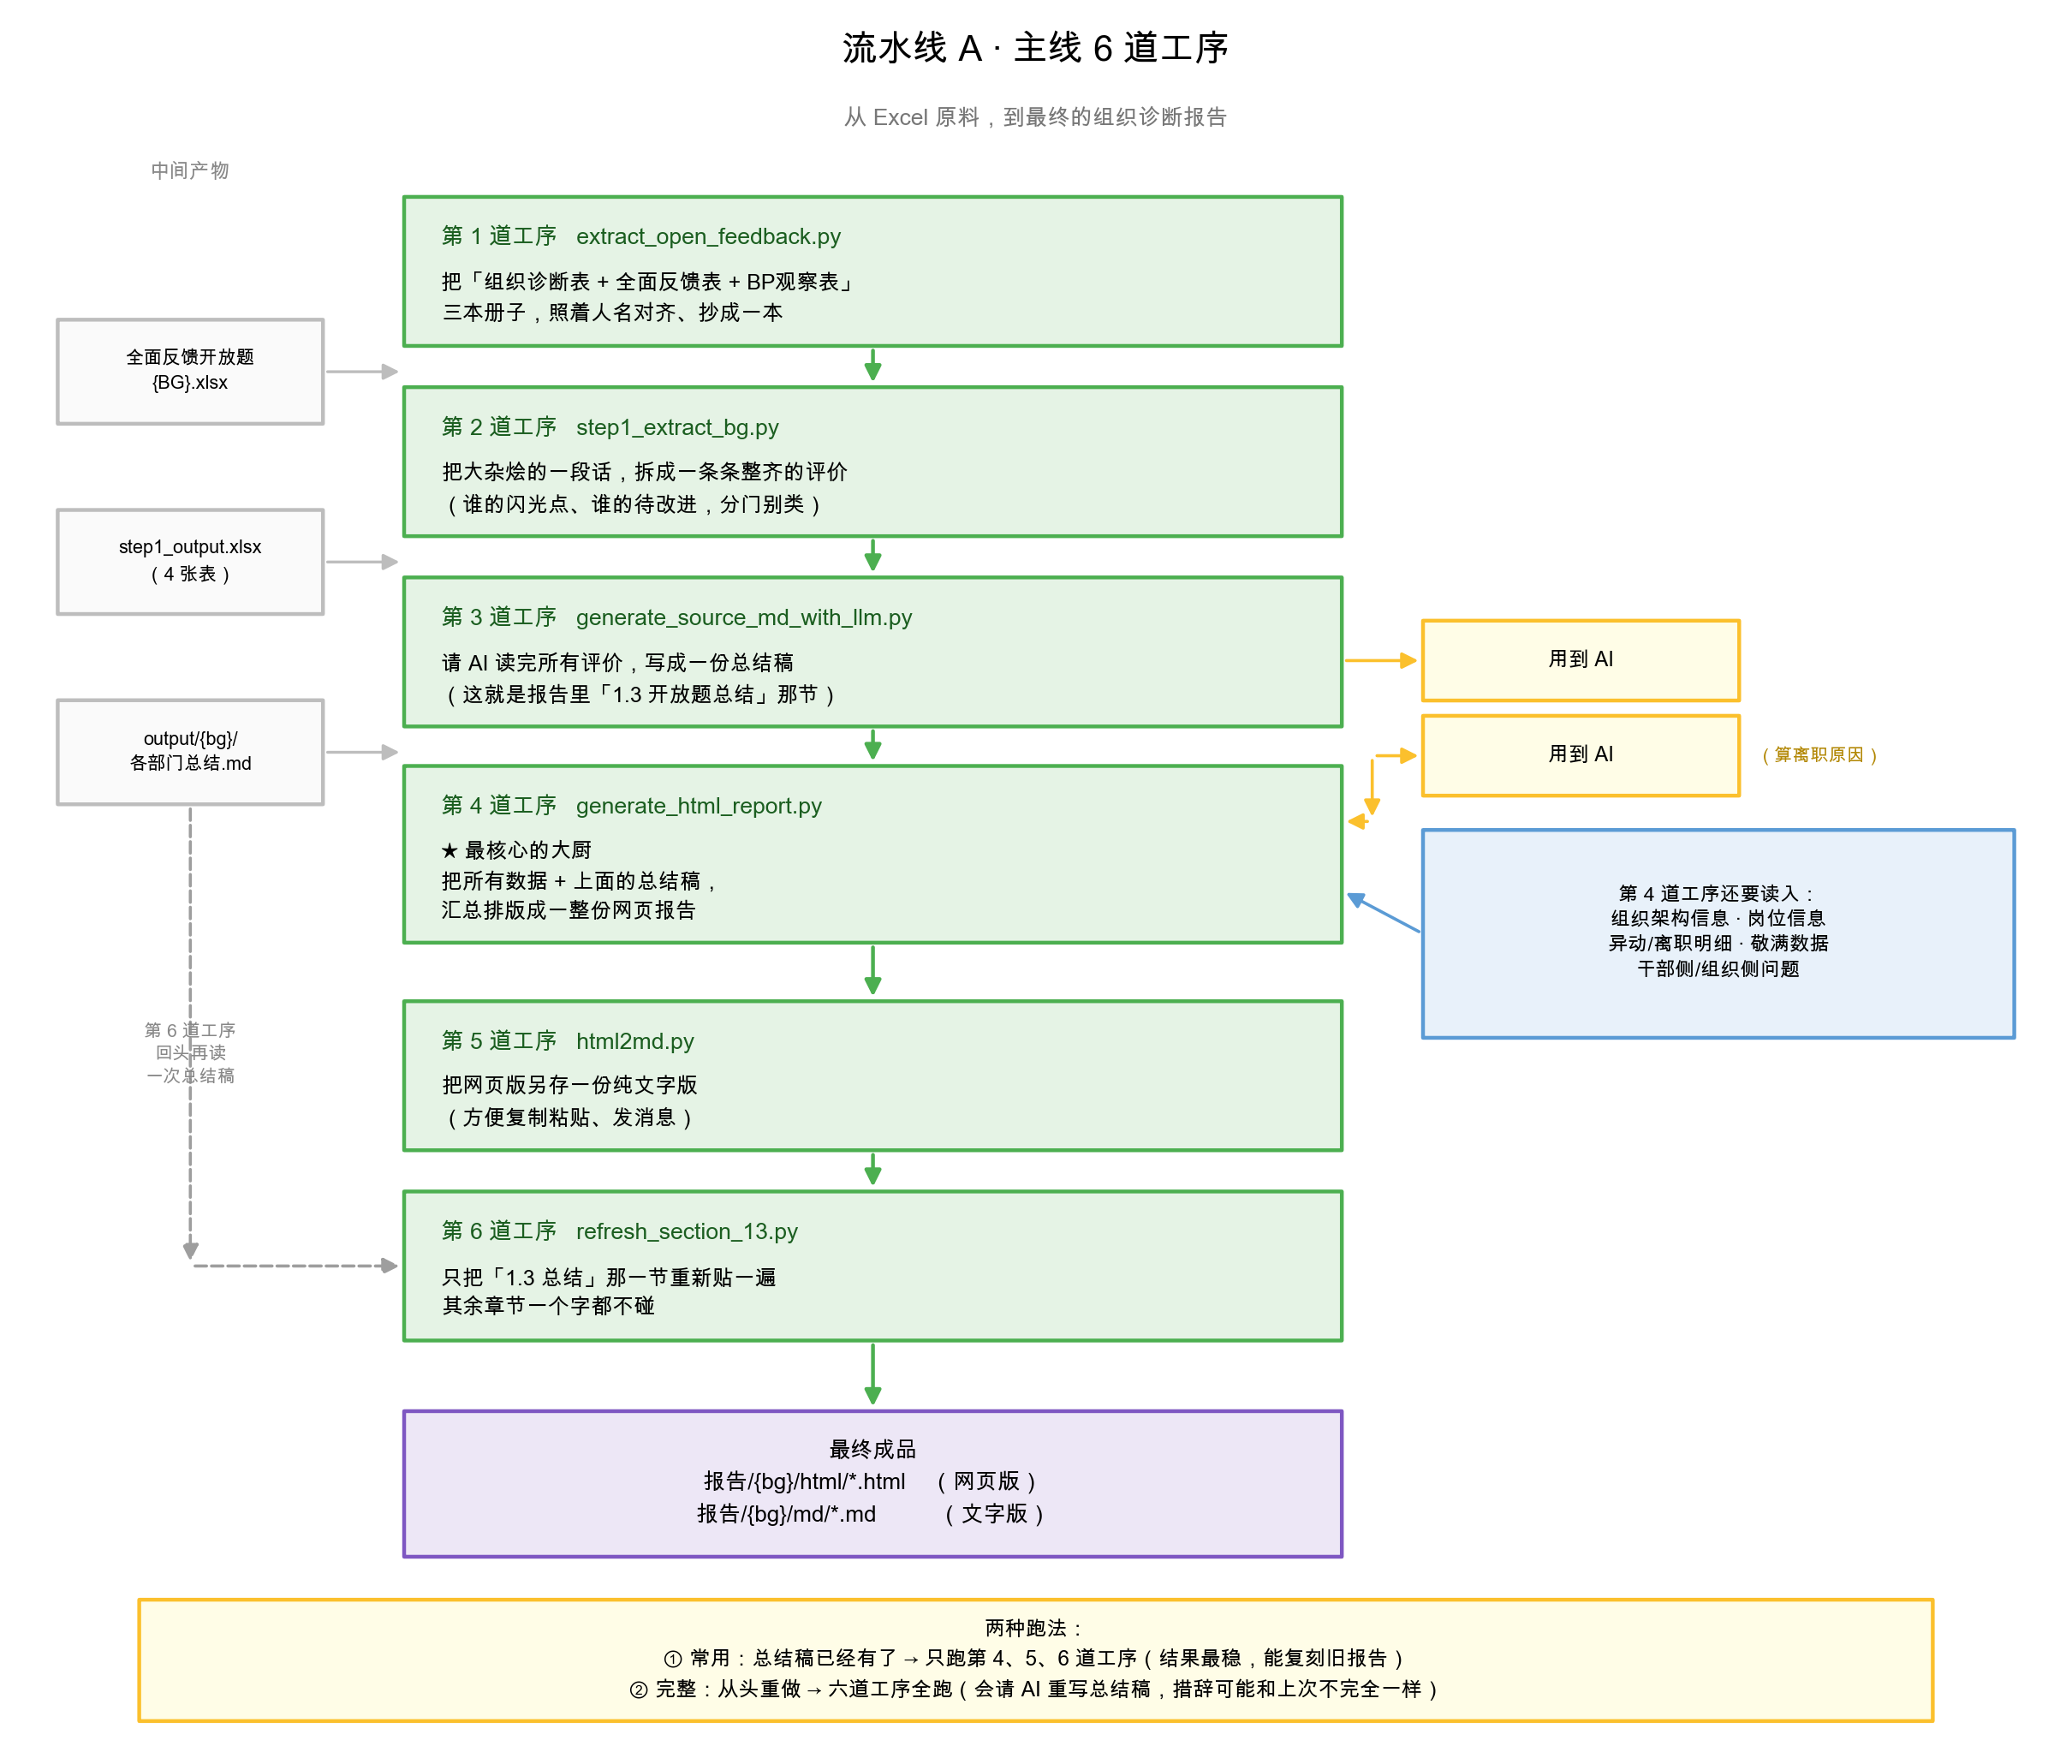 流水线 A · 主线 6 道工序
从 Excel 原料，到最终的组织诊断报告
中间产物
第 1 道工序 extract_open_feedback.py
把「组织诊断表 + 全面反馈表 + BP观察表」
三本册子，照着人名对齐、抄成一本
全面反馈开放题
{BG}.xlsx
第 2 道工序 step1_extract_bg.py
把大杂烩的一段话，拆成一条条整齐的评价
（谁的闪光点、谁的待改进，分门别类）
step1_output.xlsx
（4 张表）
第 3 道工序 generate_source_md_with_llm.py
请 AI 读完所有评价，写成一份总结稿
（这就是报告里「1.3 开放题总结」那节）
用到 AI
output/{bg}/
各部门总结.md
用到 AI
（算离职原因）
第 4 道工序 generate_html_report.py
★ 最核心的大厨
把所有数据 + 上面的总结稿，
汇总排版成一整份网页报告
第 4 道工序还要读入：
组织架构信息 · 岗位信息
异动/离职明细 · 敬满数据
干部侧/组织侧问题
第 6 道工序
回头再读
一次总结稿
第 5 道工序 html2md.py
把网页版另存一份纯文字版
（方便复制粘贴、发消息）
第 6 道工序 refresh_section_13.py
只把「1.3 总结」那一节重新贴一遍
其余章节一个字都不碰
最终成品
报告/{bg}/html/*.html （网页版）
报告/{bg}/md/*.md （文字版）
两种跑法：
① 常用：总结稿已经有了 → 只跑第 4、5、6 道工序（结果最稳，能复刻旧报告）
② 完整：从头重做 → 六道工序全跑（会请 AI 重写总结稿，措辞可能和上次不完全一样）